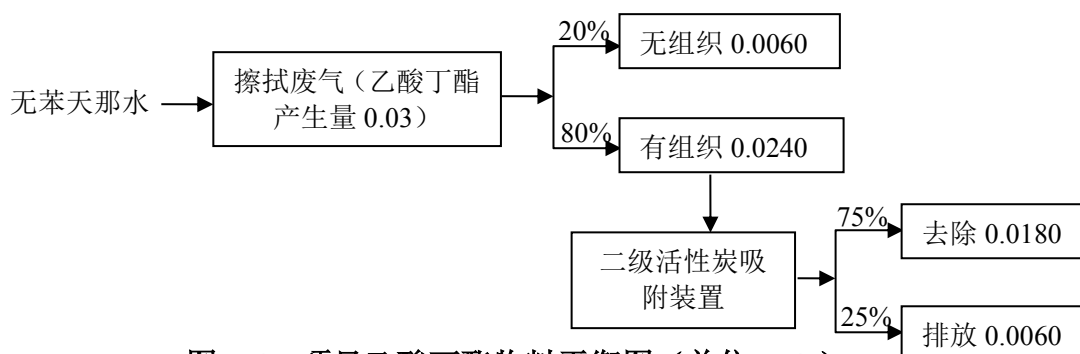 20%
无组织 0.0060
无苯天那水
擦拭废气（乙酸丁酯
产生量 0.03）
80%
有组织 0.0240
二级活性炭吸
附装置
75%
去除 0.0180
25%
排放 0.0060